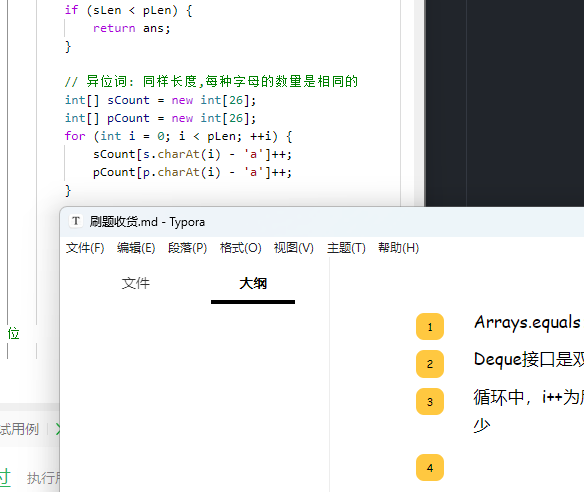 if (sLen < pLen) {
return ans;
}
// 异位词: 同样长度,每种字母的数量是相同的
int[] sCount = new int[26];
int[] pCount = new int[26];
for (int i = 0; i < pLen; ++i) {
sCount[s.charAt(i) - 'a']++;
pCount[p.charAt(i) - 'a']++;
}
T 刷题收货.md - Typora
文件(F) 编辑(E) 段落(P) 格式(O) 视图(V) 主题(T) 帮助(H)
文件 大纲
1 Arrays.equals
位
2 Deque接口是双
3 循环中，i++为
少
试用例
4
过 执行用